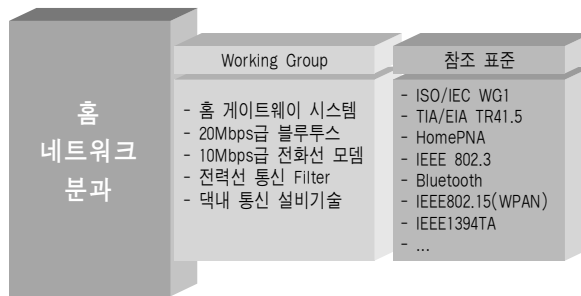 홈
네트워크
분과
Working Group
- 홈 게이트웨이 시스템
- 20Mbps급 블루투스
- 10Mbps급 전화선 모뎀
- 전력선 통신 Filter
- 댁내 통신 설비기술
참조 표준
- ISO/IEC WG1
- TIA/EIA TR41.5
- HomePNA
- IEEE 802.3
- Bluetooth
- IEEE802.15(WPAN)
- IEEE1394TA
- ...